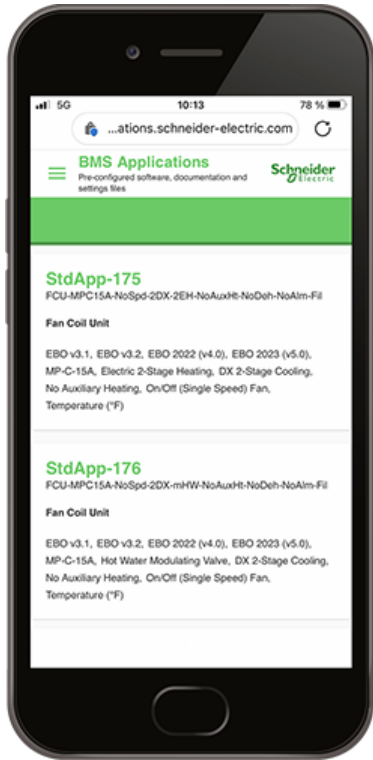 5G 10:13 78 %
...ations.schneider-electric.com
BMS Applications
Pre-configured software, documentation and
settings files
Schneider
Electric
StdApp-175
FCU-MPC15A-NoSpd-2DX-2EH-NoAuxHt-NoDeh-NoAlm-Fil
Fan Coil Unit
EBO v3.1, EBO v3.2, EBO 2022 (v4.0), EBO 2023 (v5.0),
MP-C-15A, Electric 2-Stage Heating, DX 2-Stage Cooling,
No Auxiliary Heating, On/Off (Single Speed) Fan,
Temperature (°F)
StdApp-176
FCU-MPC15A-NoSpd-2DX-mHW-NoAuxHt-NoDeh-NoAlm-Fil
Fan Coil Unit
EBO v3.1, EBO v3.2, EBO 2022 (v4.0), EBO 2023 (v5.0),
MP-C-15A, Hot Water Modulating Valve, DX 2-Stage Cooling,
No Auxiliary Heating, On/Off (Single Speed) Fan,
Temperature (°F)